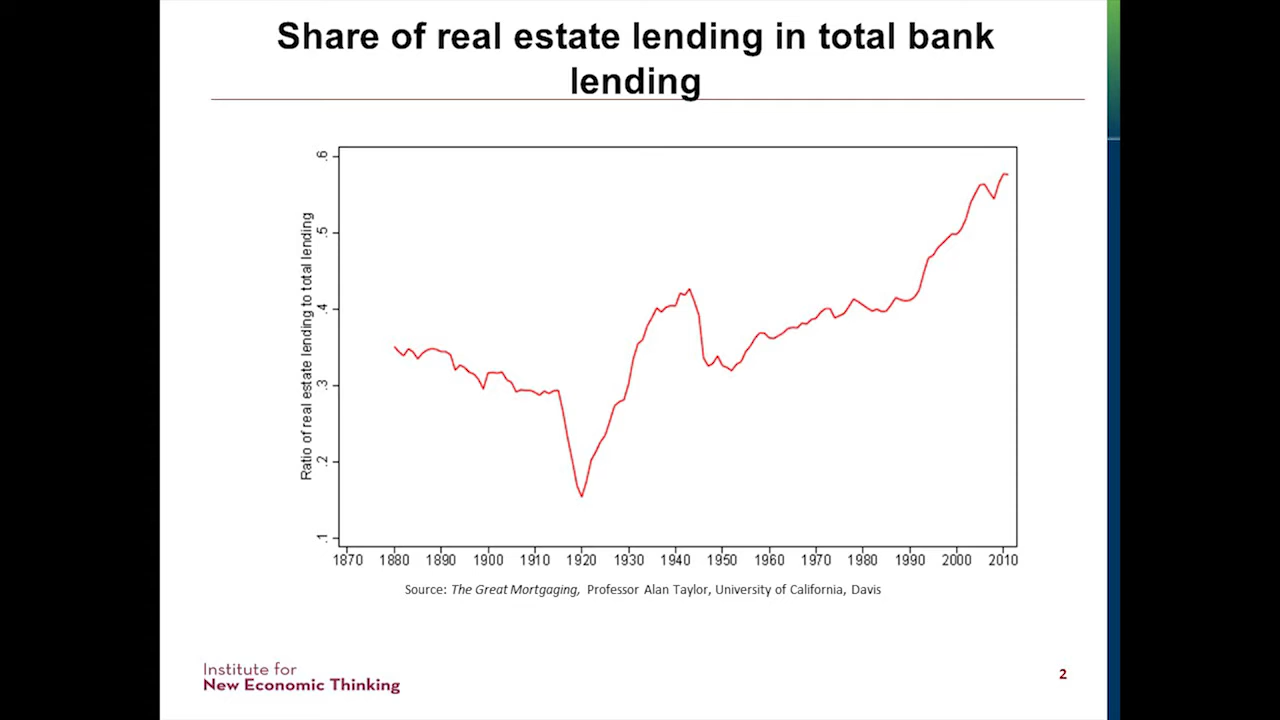 Share of real estate lending in total bank
lending
Ratio of real estate lending to total lending
.6
.5
.4
.3
.2
.1
1870 1880 1890 1900 1910 1920 1930 1940 1950 1960 1970 1980 1990 2000 2010
Source: The Great Mortgaging, Professor Alan Taylor, University of California, Davis
Institute for
New Economic Thinking
2